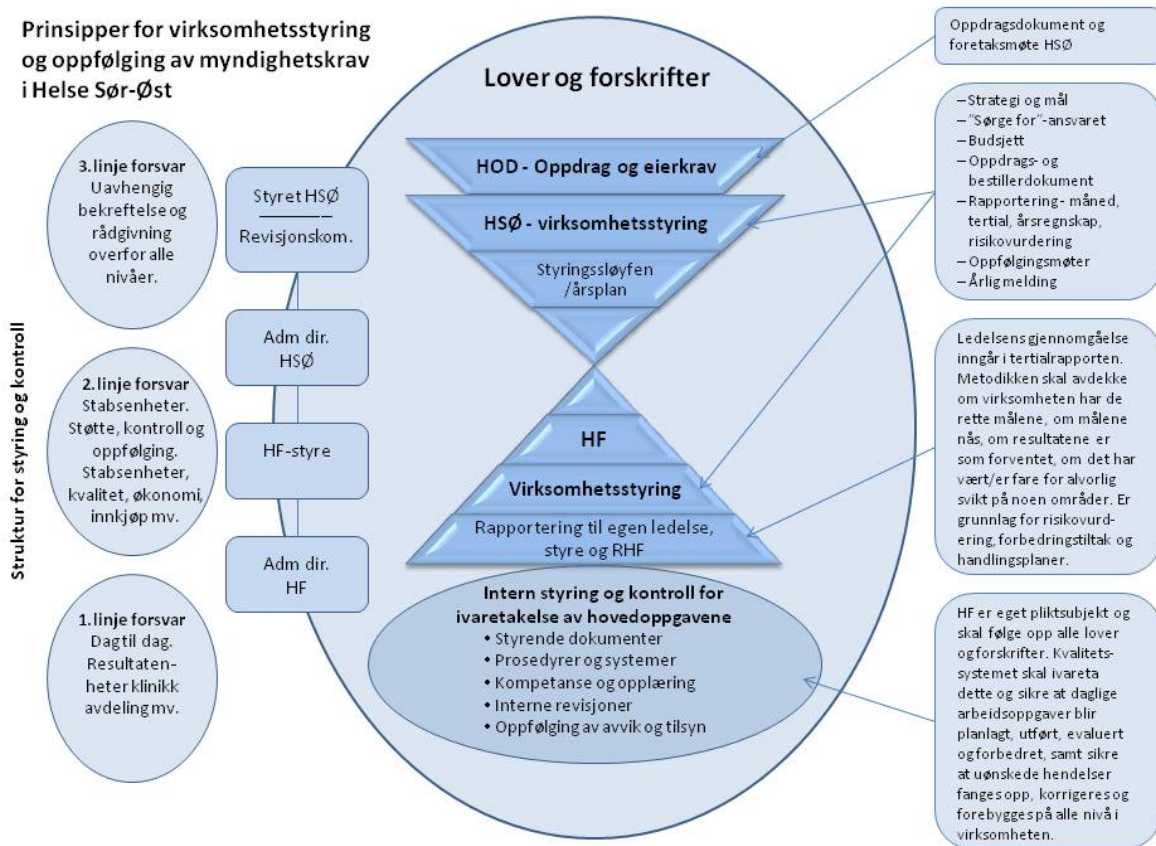 Prinsipper for virksomhetsstyring
og oppfølging av myndighetskrav
i Helse Sør-Øst
Struktur for styring og kontroll
3.linje forsvar
Uavhengig
bekreftelse og
rådgivning
overfor alle
nivåer.
2.linje forsvar
Stabsenheter.
Støtte, kontroll og
oppfølging.
Stabsenheter,
kvalitet, økonomi,
innkjøp mv.
1.linje forsvar
Dag til dag.
Resultaten-
heter klinikk
avdeling mv.
Styret HSØ
Revisjonskom.
Adm dir.
HSØ
HF-styre
Adm dir.
HF
Lover og forskrifter
HOD - Oppdrag og eierkrav
HSØ - virksomhetsstyring
Styringssløyfen
/årsplan
HF
Virksomhetsstyring
Rapportering til egen ledelse,
styre og RHF
Intern styring og kontroll for
ivaretakelse av hovedoppgavene
• Styrende dokumenter
• Prosedyrer og systemer
• Kompetanse og opplæring
• Interne revisjoner
• Oppfølging av avvik og tilsyn
Oppdragsdokument og
foretaksmøte HSØ
– Strategi og mål
– "Sørge for"-ansvaret
– Budsjett
– Oppdrags- og
bestillerdokument
– Rapportering - måned,
tertial, årsregnskap,
risikovurdering
– Oppfølgingsmøter
– Årlig melding
Ledelsens gjennomgåelse
inngår i tertialrapporten.
Metodikken skal avdekke
om virksomheten har de
rette målene, om målene
nås, om resultatene er
som forventet, om det har
vært/er fare for alvorlig
svikt på noen områder. Er
grunnlag for risikovurd-
ering, forbedringstiltak og
handlingsplaner.
HF er eget pliktsubjekt og
skal følge opp alle lover
og forskrifter. Kvalitets-
systemet skal ivareta
dette og sikre at daglige
arbeidsoppgaver blir
planlagt, utført, evaluert
og forbedret, samt sikre
at uønskede hendelser
fanges opp, korrigeres og
forebygges på alle nivå i
virksomheten.